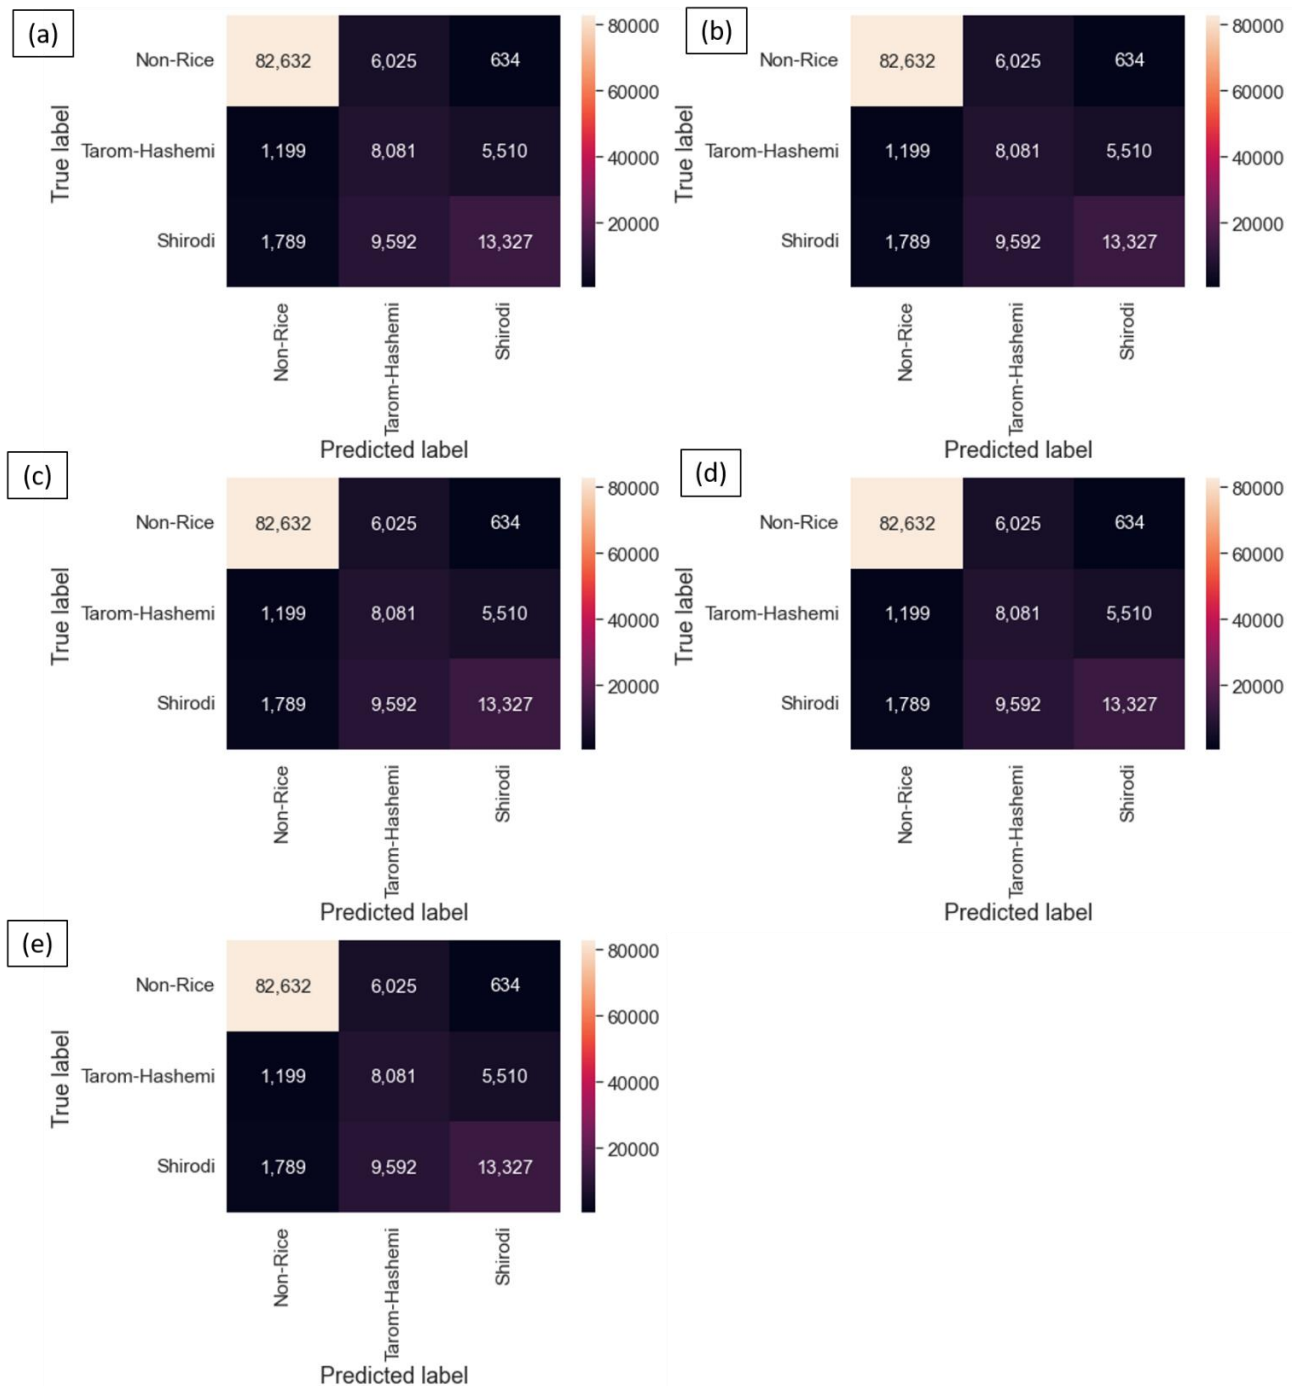 (a)
True label
Non-Rice 82,632 6,025 634
Tarom-Hashemi 1,199 8,081 5,510
Shirodi 1,789 9,592 13,327
80000
60000
40000
20000
Non-Rice
Tarom-Hashemi
Shirodi
Predicted label
(b)
True label
Non-Rice 82,632 6,025 634
Tarom-Hashemi 1,199 8,081 5,510
Shirodi 1,789 9,592 13,327
80000
60000
40000
20000
Non-Rice
Tarom-Hashemi
Shirodi
Predicted label
(c)
True label
Non-Rice 82,632 6,025 634
Tarom-Hashemi 1,199 8,081 5,510
Shirodi 1,789 9,592 13,327
80000
60000
40000
20000
Non-Rice
Tarom-Hashemi
Shirodi
Predicted label
(d)
True label
Non-Rice 82,632 6,025 634
Tarom-Hashemi 1,199 8,081 5,510
Shirodi 1,789 9,592 13,327
80000
60000
40000
20000
Non-Rice
Tarom-Hashemi
Shirodi
Predicted label
(e)
True label
Non-Rice 82,632 6,025 634
Tarom-Hashemi 1,199 8,081 5,510
Shirodi 1,789 9,592 13,327
80000
60000
40000
20000
Non-Rice
Tarom-Hashemi
Shirodi
Predicted label